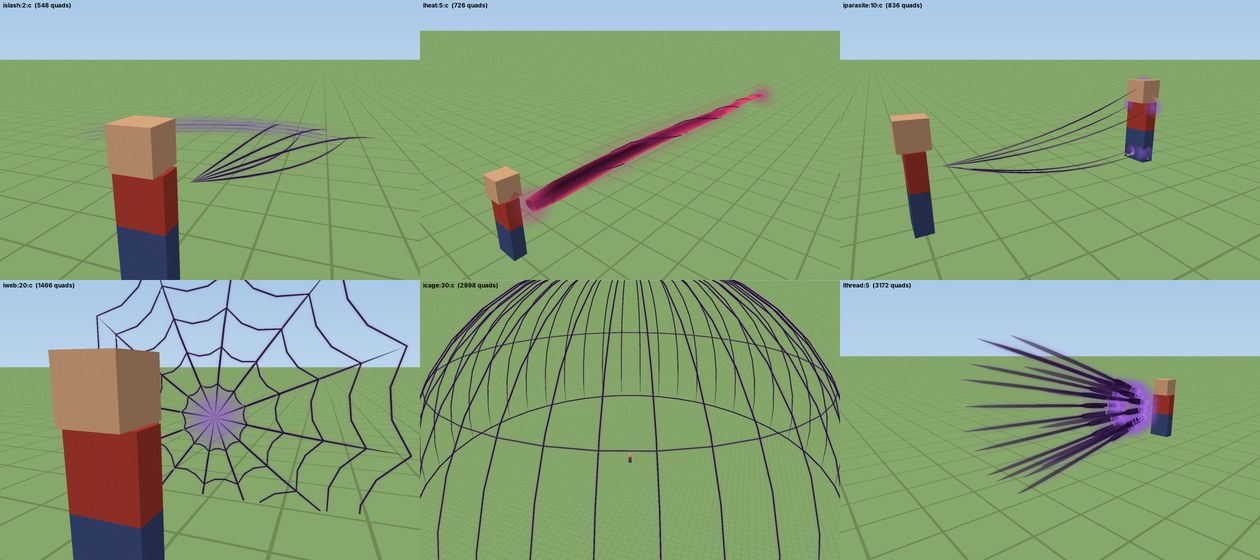 islash:2:c (548 quads)
iheat:5:c (726 quads)
iparasite:10:c (836 quads)
iweb:20:c (1466 quads)
icage:30:c (2898 quads)
ithread:5 (3172 quads)